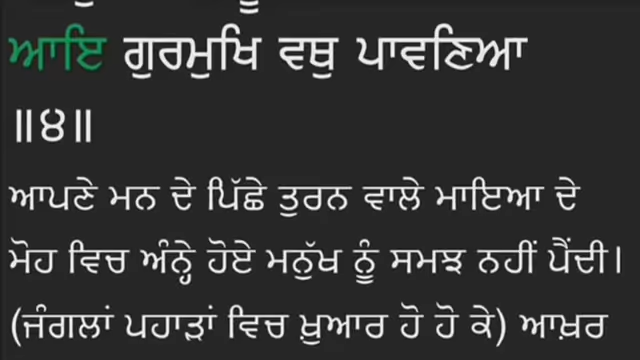 ਆਇ ਗੁਰਮੁਖਿ ਵਥੁ ਪਾਵਣਿਆ
॥੪॥
ਆਪਣੇ ਮਨ ਦੇ ਪਿੱਛੇ ਤੁਰਨ ਵਾਲੇ ਮਾਇਆ ਦੇ
ਮੋਹ ਵਿਚ ਅੰਨ੍ਹੇ ਹੋਏ ਮਨੁੱਖ ਨੂੰ ਸਮਝ ਨਹੀਂ ਪੈਂਦੀ।
(ਜੰਗਲਾਂ ਪਹਾੜਾਂ ਵਿਚ ਖ਼ੁਆਰ ਹੋ ਹੋ ਕੇ) ਆਖ਼ਰ